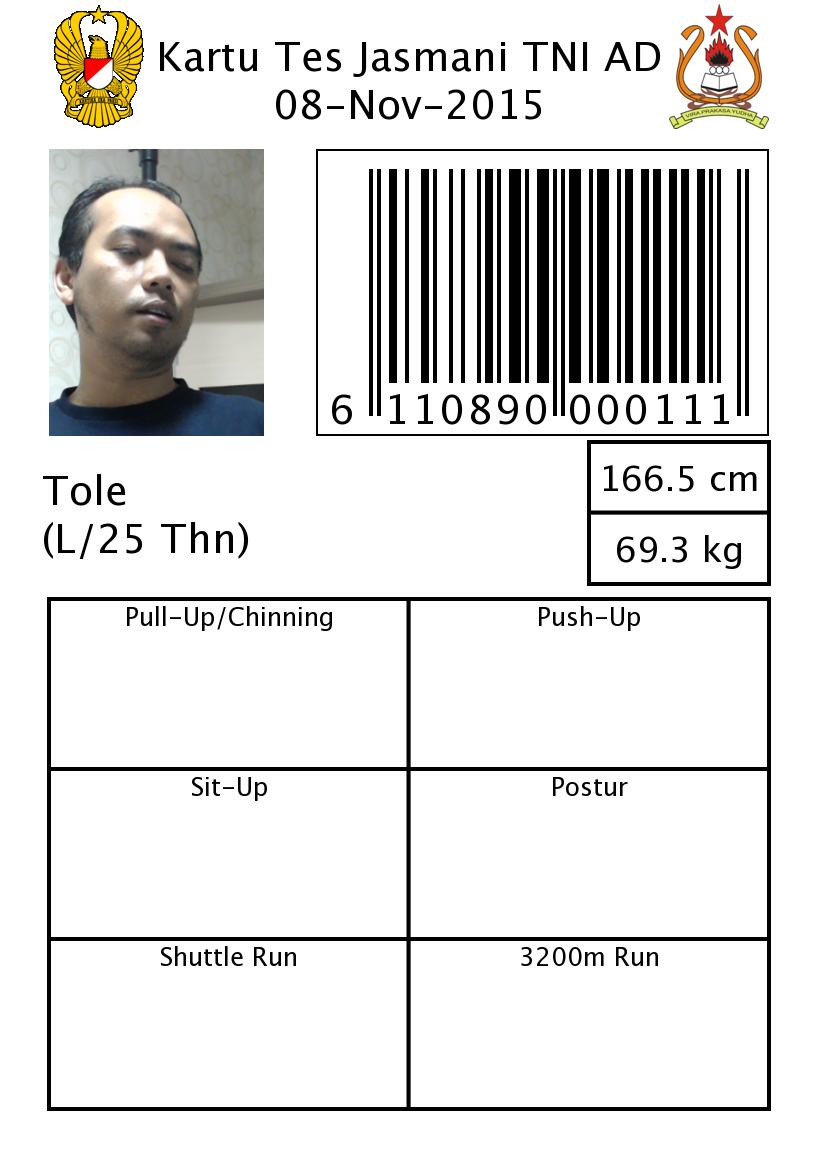 Kartu Tes Jasmani TNI AD
08-Nov-2015
VIRA PRAKASA YUDHA
6 110890 000111
166.5 cm
69.3 kg
Tole
(L/25 Thn)
Pull-Up/Chinning
Push-Up
Sit-Up
Postur
Shuttle Run
3200m Run